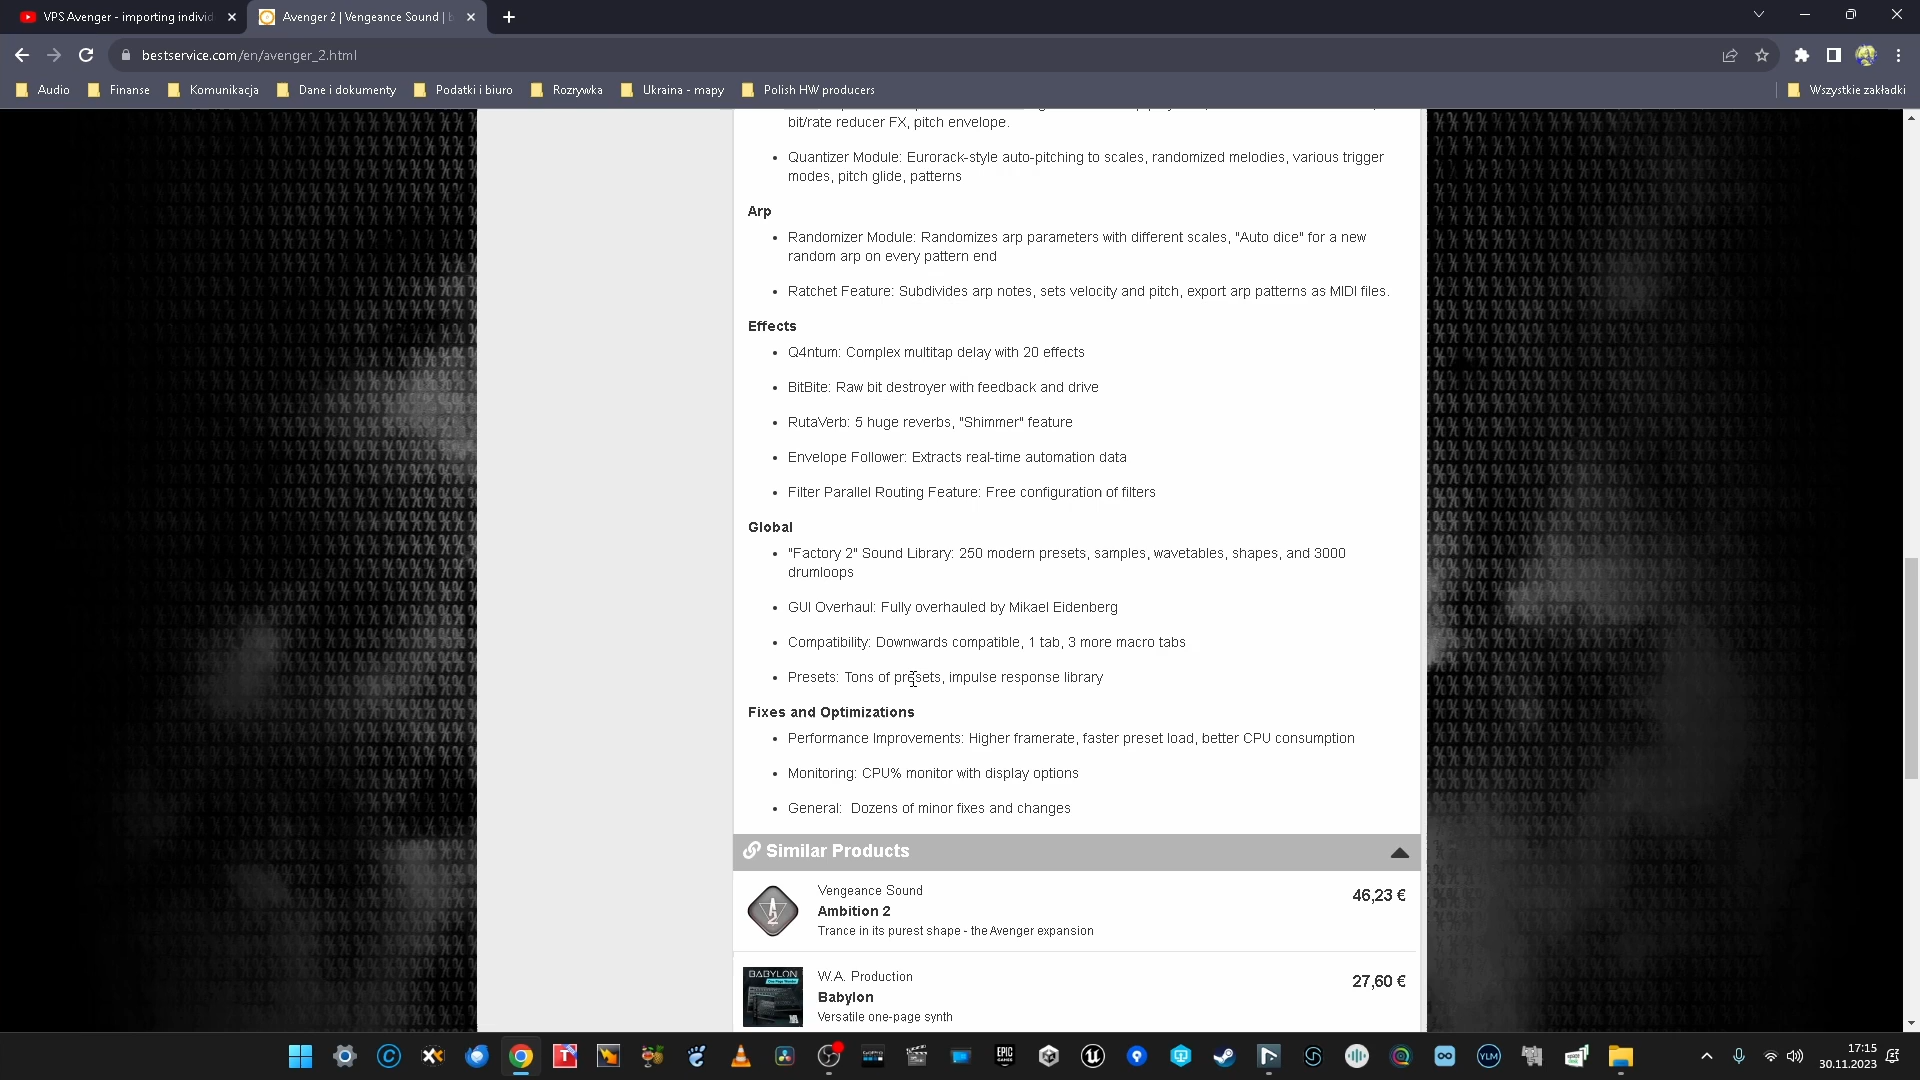 VPS Avenger - importing individ
Avenger 2 | Vengeance Sound |
bestservice.com/en/avenger_2.html
Audio
Finanse
Komunikacja
Dane i dokumenty
Podatki i biuro
Rozrywka
Ukraina - mapy
Polish HW producers
Wszystkie zakładki
bit/rate reducer FX, pitch envelope.
• Quantizer Module: Eurorack-style auto-pitching to scales, randomized melodies, various trigger
modes, pitch glide, patterns
Arp
• Randomizer Module: Randomizes arp parameters with different scales, "Auto dice" for a new
random arp on every pattern end
• Ratchet Feature: Subdivides arp notes, sets velocity and pitch, export arp patterns as MIDI files.
Effects
• Q4ntum: Complex multitap delay with 20 effects
• BitBite: Raw bit destroyer with feedback and drive
• RutaVerb: 5 huge reverbs, "Shimmer" feature
• Envelope Follower: Extracts real-time automation data
• Filter Parallel Routing Feature: Free configuration of filters
Global
• "Factory 2" Sound Library: 250 modern presets, samples, wavetables, shapes, and 3000
drumloops
• GUI Overhaul: Fully overhauled by Mikael Eidenberg
• Compatibility: Downwards compatible, 1 tab, 3 more macro tabs
• Presets: Tons of presets, impulse response library
Fixes and Optimizations
• Performance Improvements: Higher framerate, faster preset load, better CPU consumption
• Monitoring: CPU% monitor with display options
• General: Dozens of minor fixes and changes
Similar Products
Vengeance Sound
46,23 €
Ambition 2
Trance in its purest shape - the Avenger expansion
W.A. Production
BABYLON
27,60 €
Babylon
Versatile one-page synth
EPIC
YLM
17:15
30.11.2023